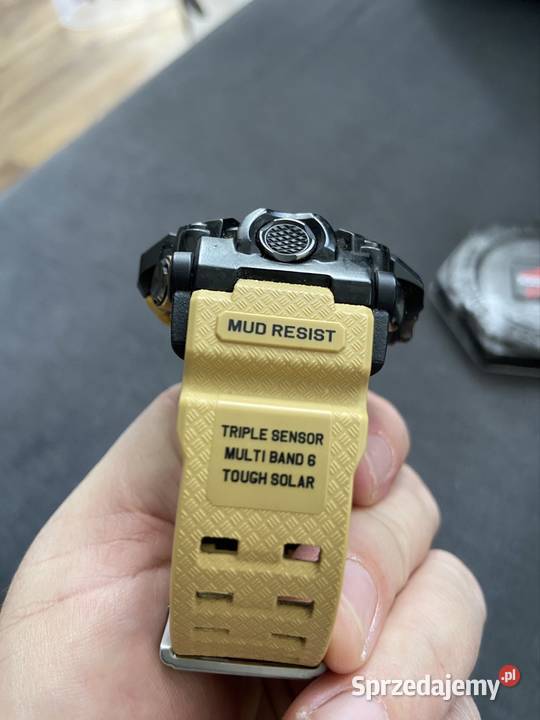 MUD RESIST
TRIPLE SENSOR
MULTI BAND 6
TOUGH SOLAR
Sprzedajemy.pl